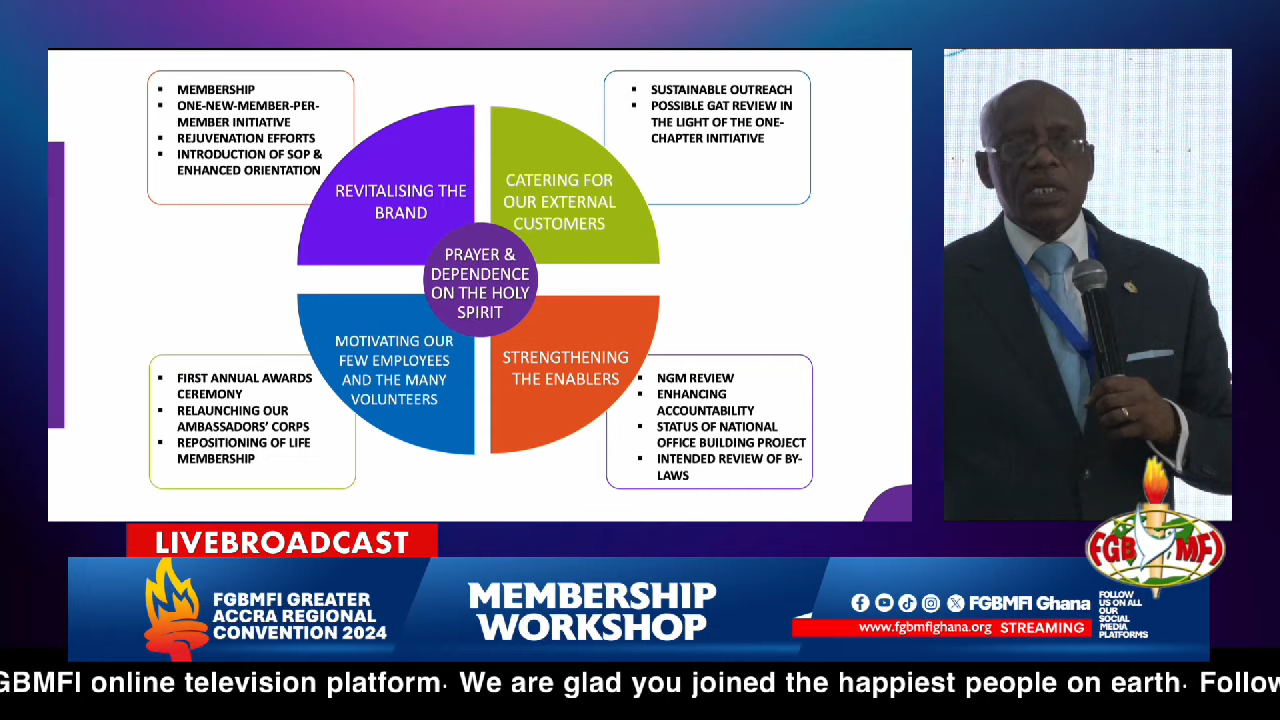 MEMBERSHIP
ONE-NEW-MEMBER-PER-
MEMBER INITIATIVE
REJUVENATION EFFORTS
INTRODUCTION OF SOP &
ENHANCED ORIENTATION
SUSTAINABLE OUTREACH
POSSIBLE GAT REVIEW IN
THE LIGHT OF THE ONE-
CHAPTER INITIATIVE
REVITALISING THE
BRAND
CATERING FOR
OUR EXTERNAL
CUSTOMERS
PRAYER &
DEPENDENCE
ON THE HOLY
SPIRIT
MOTIVATING OUR
FEW EMPLOYEES
AND THE MANY
VOLUNTEERS
STRENGTHENING
THE ENABLERS
FIRST ANNUAL AWARDS
CEREMONY
RELAUNCHING OUR
AMBASSADORS' CORPS
REPOSITIONING OF LIFE
MEMBERSHIP
NGM REVIEW
ENHANCING
ACCOUNTABILITY
STATUS OF NATIONAL
OFFICE BUILDING PROJECT
INTENDED REVIEW OF BY-
LAWS
LIVEBROADCAST
FGBMFI GREATER
ACCRA REGIONAL
CONVENTION 2024
MEMBERSHIP
WORKSHOP
FGBMFI Ghana
www.fgbmfighana.org STREAMING
FOLLOW
US ON ALL
OUR
SOCIAL
MEDIA
PLATFORMS
FGB MFI
GBMFI online television platform. We are glad you joined the happiest people on earth. Follow